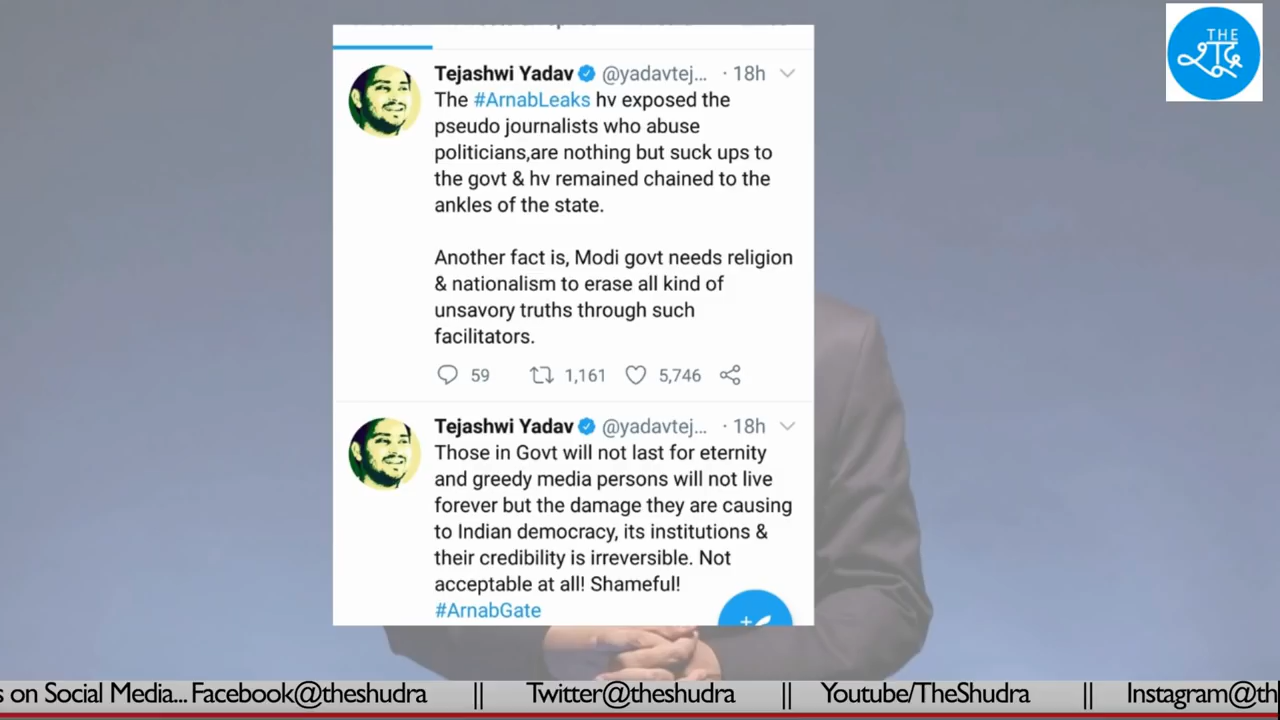 THE
शूद्र
Tejashwi Yadav @yadavtej... · 18h
The #ArnabLeaks hv exposed the
pseudo journalists who abuse
politicians,are nothing but suck ups to
the govt & hv remained chained to the
ankles of the state.
Another fact is, Modi govt needs religion
& nationalism to erase all kind of
unsavory truths through such
facilitators.
59 1,161 5,746
Tejashwi Yadav @yadavtej... · 18h
Those in Govt will not last for eternity
and greedy media persons will not live
forever but the damage they are causing
to Indian democracy, its institutions &
their credibility is irreversible. Not
acceptable at all! Shameful!
#ArnabGate
s on Social Media... Facebook@theshudra || Twitter@theshudra || Youtube/TheShudra || Instagram@th